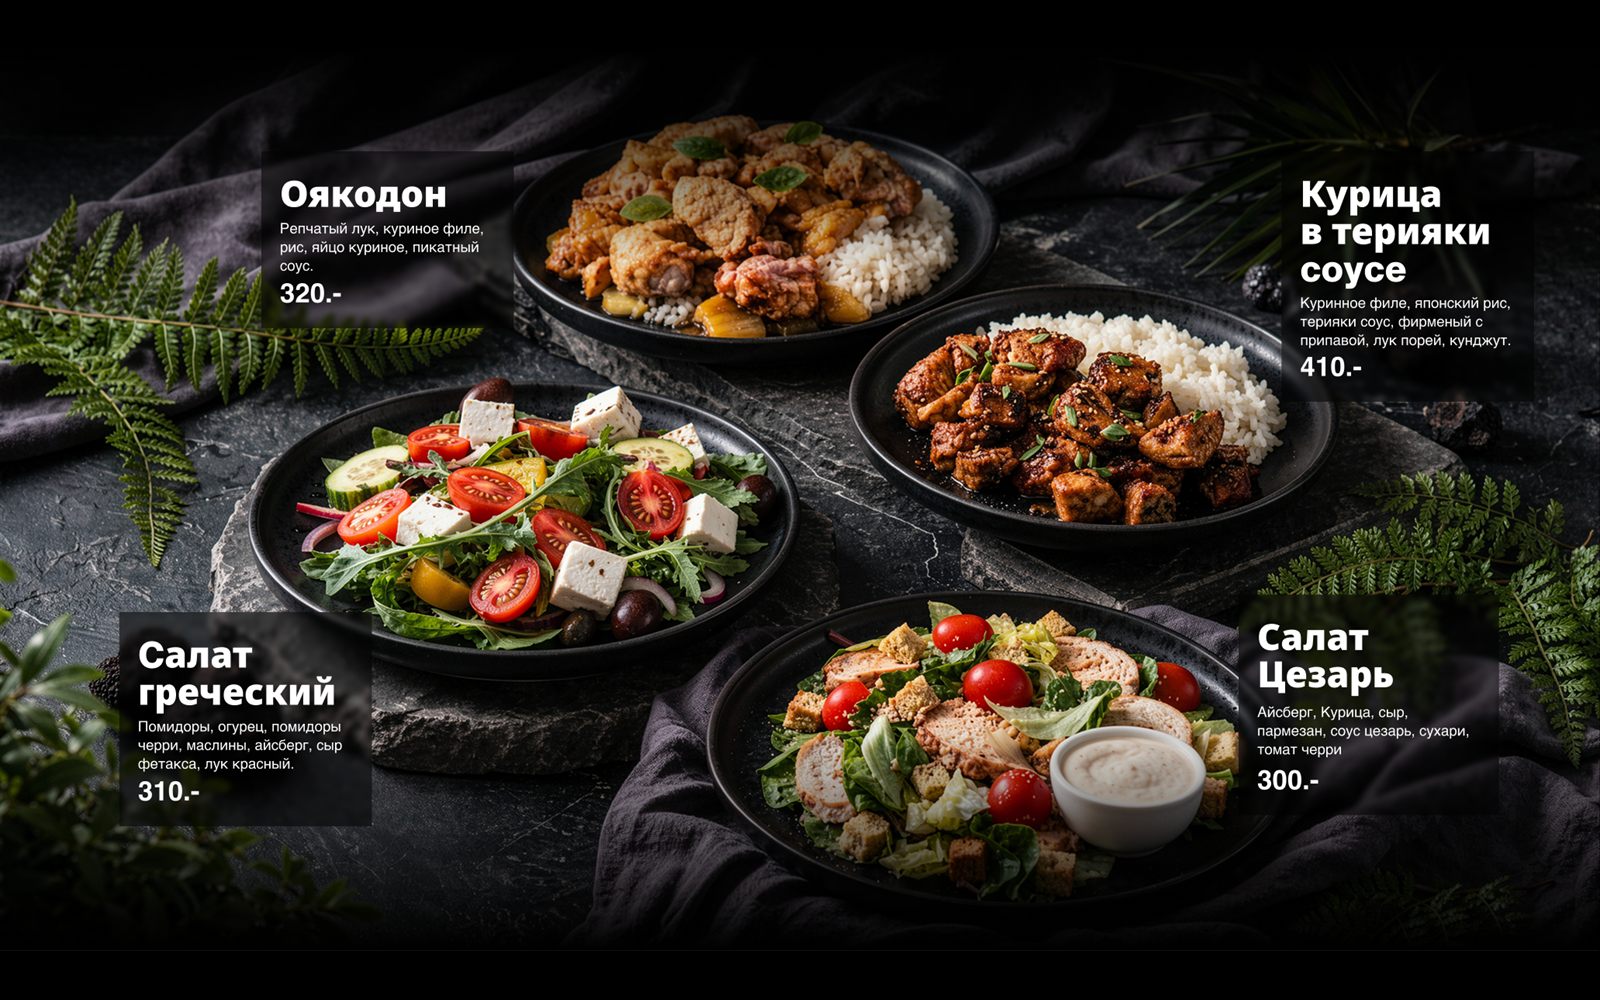 Оякодон
Репчатый лук, куриное филе,
рис, яйцо куриное, пикатный
соус.
320.-
Курица
в терияки
соусе
Куринное филе, японский рис,
терияки соус, фирменый с
припавой, лук порей, кунджут.
410.-
Салат
греческий
Помидоры, огурец, помидоры
черри, маслины, айсберг, сыр
фетакса, лук красный.
310.-
Салат
Цезарь
Айсберг, Курица, сыр,
пармезан, соус цезарь, сухари,
томат черри
300.-